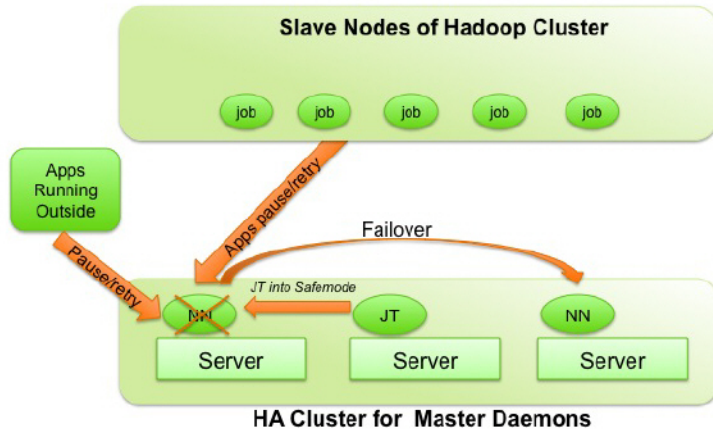 Slave Nodes of Hadoop Cluster
job job job job job
Apps
Running
Outside
Apps pause/retry
Pause/retry
Failover
JT into Safemode
NN JT NN
Server Server Server
HA Cluster for Master Daemons